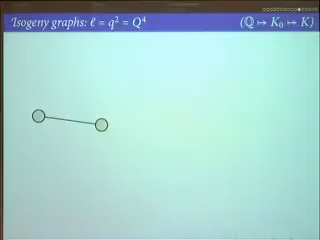 Isogeny graphs: ℓ = q² = Q⁴
(ℚ ↦ K₀ ↦ K)